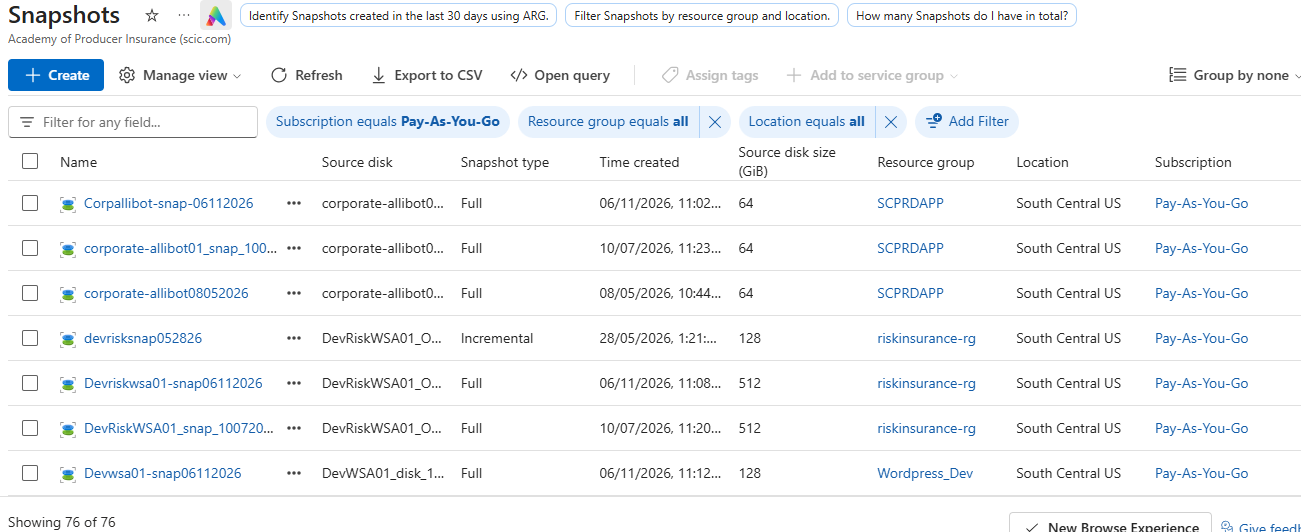 Snapshots
Identify Snapshots created in the last 30 days using ARG. Filter Snapshots by resource group and location. How many Snapshots do I have in total?
Academy of Producer Insurance (scic.com)
Create Manage view Refresh Export to CSV Open query Assign tags Add to service group Group by none
Filter for any field... Subscription equals Pay-As-You-Go Resource group equals all Location equals all Add Filter
Name Source disk Snapshot type Time created Source disk size (GiB) Resource group Location Subscription
Corpallibot-snap-06112026 corporate-allibot0... Full 06/11/2026, 11:02... 64 SCPRDAPP South Central US Pay-As-You-Go
corporate-allibot01_snap_100... corporate-allibot0... Full 10/07/2026, 11:23... 64 SCPRDAPP South Central US Pay-As-You-Go
corporate-allibot08052026 corporate-allibot0... Full 08/05/2026, 10:44... 64 SCPRDAPP South Central US Pay-As-You-Go
devrisksnap052826 DevRiskWSA01_O... Incremental 28/05/2026, 1:21:... 128 riskinsurance-rg South Central US Pay-As-You-Go
Devriskwsa01-snap06112026 DevRiskWSA01_O... Full 06/11/2026, 11:08... 512 riskinsurance-rg South Central US Pay-As-You-Go
DevRiskWSA01_snap_100720... DevRiskWSA01_O... Full 10/07/2026, 11:20... 512 riskinsurance-rg South Central US Pay-As-You-Go
Devwsa01-snap06112026 DevWSA01_disk_1... Full 06/11/2026, 11:12... 128 Wordpress_Dev South Central US Pay-As-You-Go
Showing 76 of 76
New Browse Experience Give